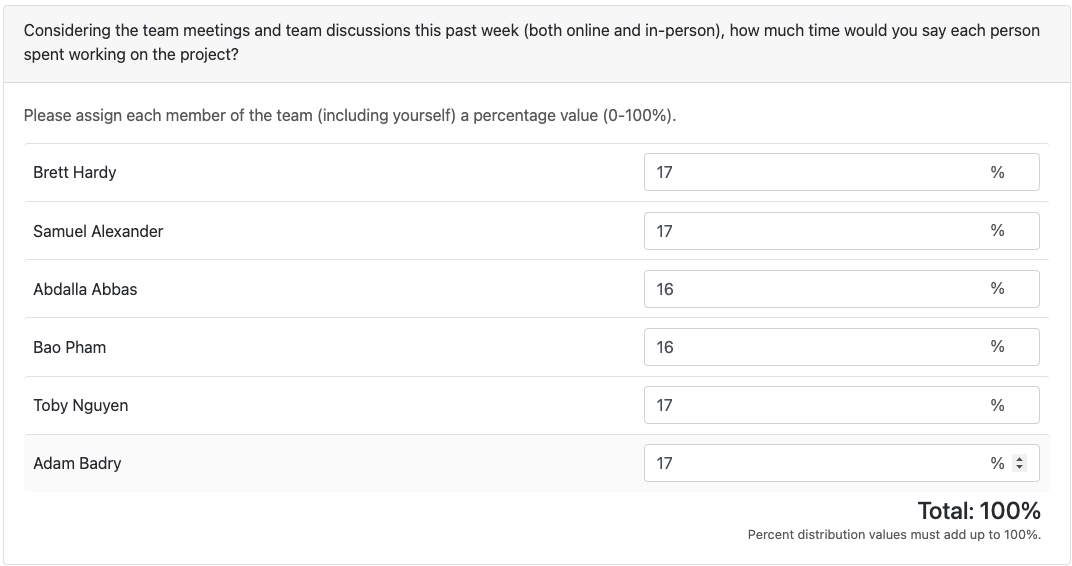 Considering the team meetings and team discussions this past week (both online and in-person), how much time would you say each person
spent working on the project?
Please assign each member of the team (including yourself) a percentage value (0-100%).
Brett Hardy 17 %
Samuel Alexander 17 %
Abdalla Abbas 16 %
Bao Pham 16 %
Toby Nguyen 17 %
Adam Badry 17 %
Total: 100%
Percent distribution values must add up to 100%.